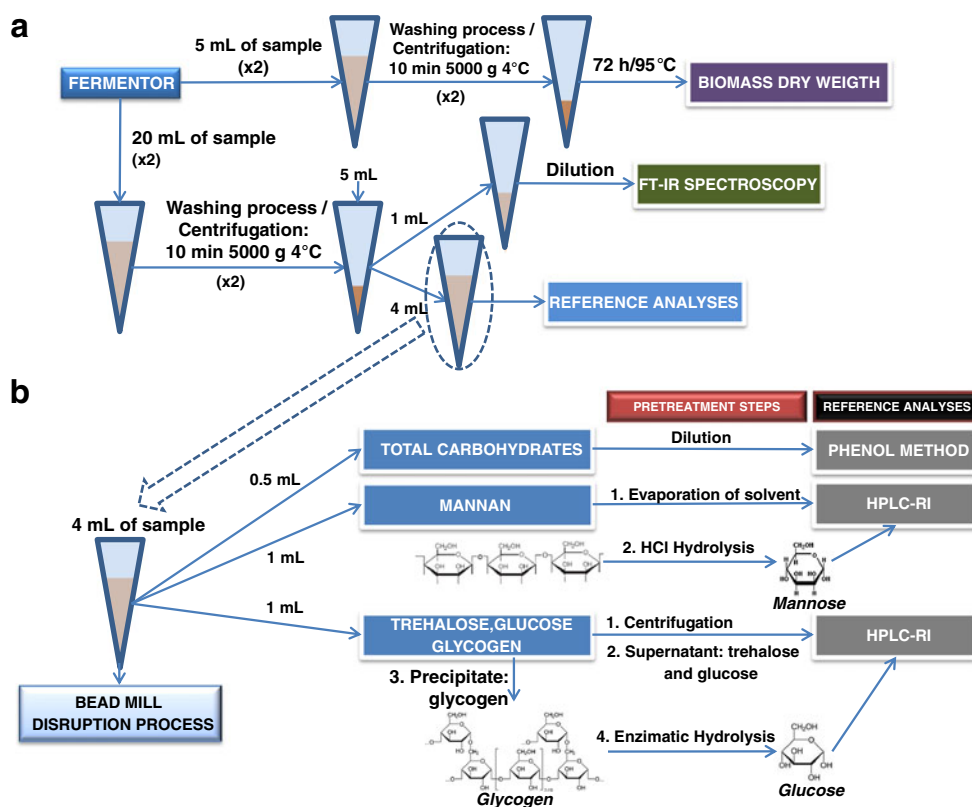 a
5 mL of sample
(x2)
Washing process /
Centrifugation:
10 min 5000 g 4°C
(x2)
72 h/95°C
FERMENTOR
BIOMASS DRY WEIGTH
20 mL of sample
(x2)
5 mL
Dilution
FT-IR SPECTROSCOPY
Washing process /
Centrifugation:
10 min 5000 g 4°C
(x2)
1 mL
4 mL
REFERENCE ANALYSES
b
PRETREATMENT STEPS
REFERENCE ANALYSES
TOTAL CARBOHYDRATES
Dilution
PHENOL METHOD
0.5 mL
MANNAN
1. Evaporation of solvent
HPLC-RI
4 mL of sample
1 mL
2. HCl Hydrolysis
Mannose
1 mL
TREHALOSE,GLUCOSE
GLYCOGEN
1. Centrifugation
2. Supernatant: trehalose
and glucose
HPLC-RI
3. Precipitate:
glycogen
BEAD MILL
DISRUPTION PROCESS
4. Enzimatic Hydrolysis
Glycogen
Glucose